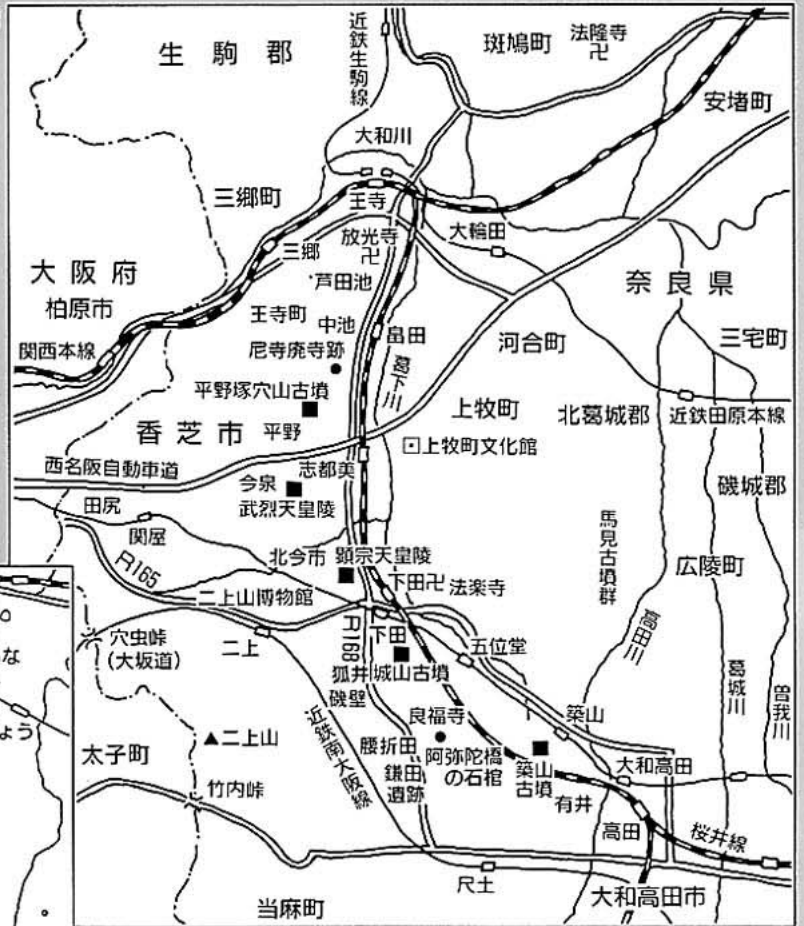 生駒郡
近鉄生駒線
斑鳩町
法隆寺
卍
安堵町
大和川
三郷町
王寺
大輪田
三郷
放光寺
卍
芦田池
大阪府
柏原市
奈良県
王寺町
中池
畠田
葛下川
河合町
三宅町
関西本線
尼寺廃寺跡
平野塚穴山古墳
上牧町
北葛城郡
近鉄田原本線
香芝市
平野
上牧町文化館
西名阪自動車道
志都美
今泉
武烈天皇陵
磯城郡
田尻
関屋
馬見古墳群
広陵町
北今市
顕宗天皇陵
R165
下田
卍
法楽寺
二上山博物館
高田川
穴虫峠
(大坂道)
二上
下田
R168
五位堂
狐井城山古墳
葛城川
曽我川
磯壁
近鉄南大阪線
良福寺
築山
太子町
二上山
腰折田
阿弥陀橋
の石棺
築山
古墳
大和高田
鎌田
遺跡
竹内峠
有井
高田
桜井線
尺土
当麻町
大和高田市
な
ょう